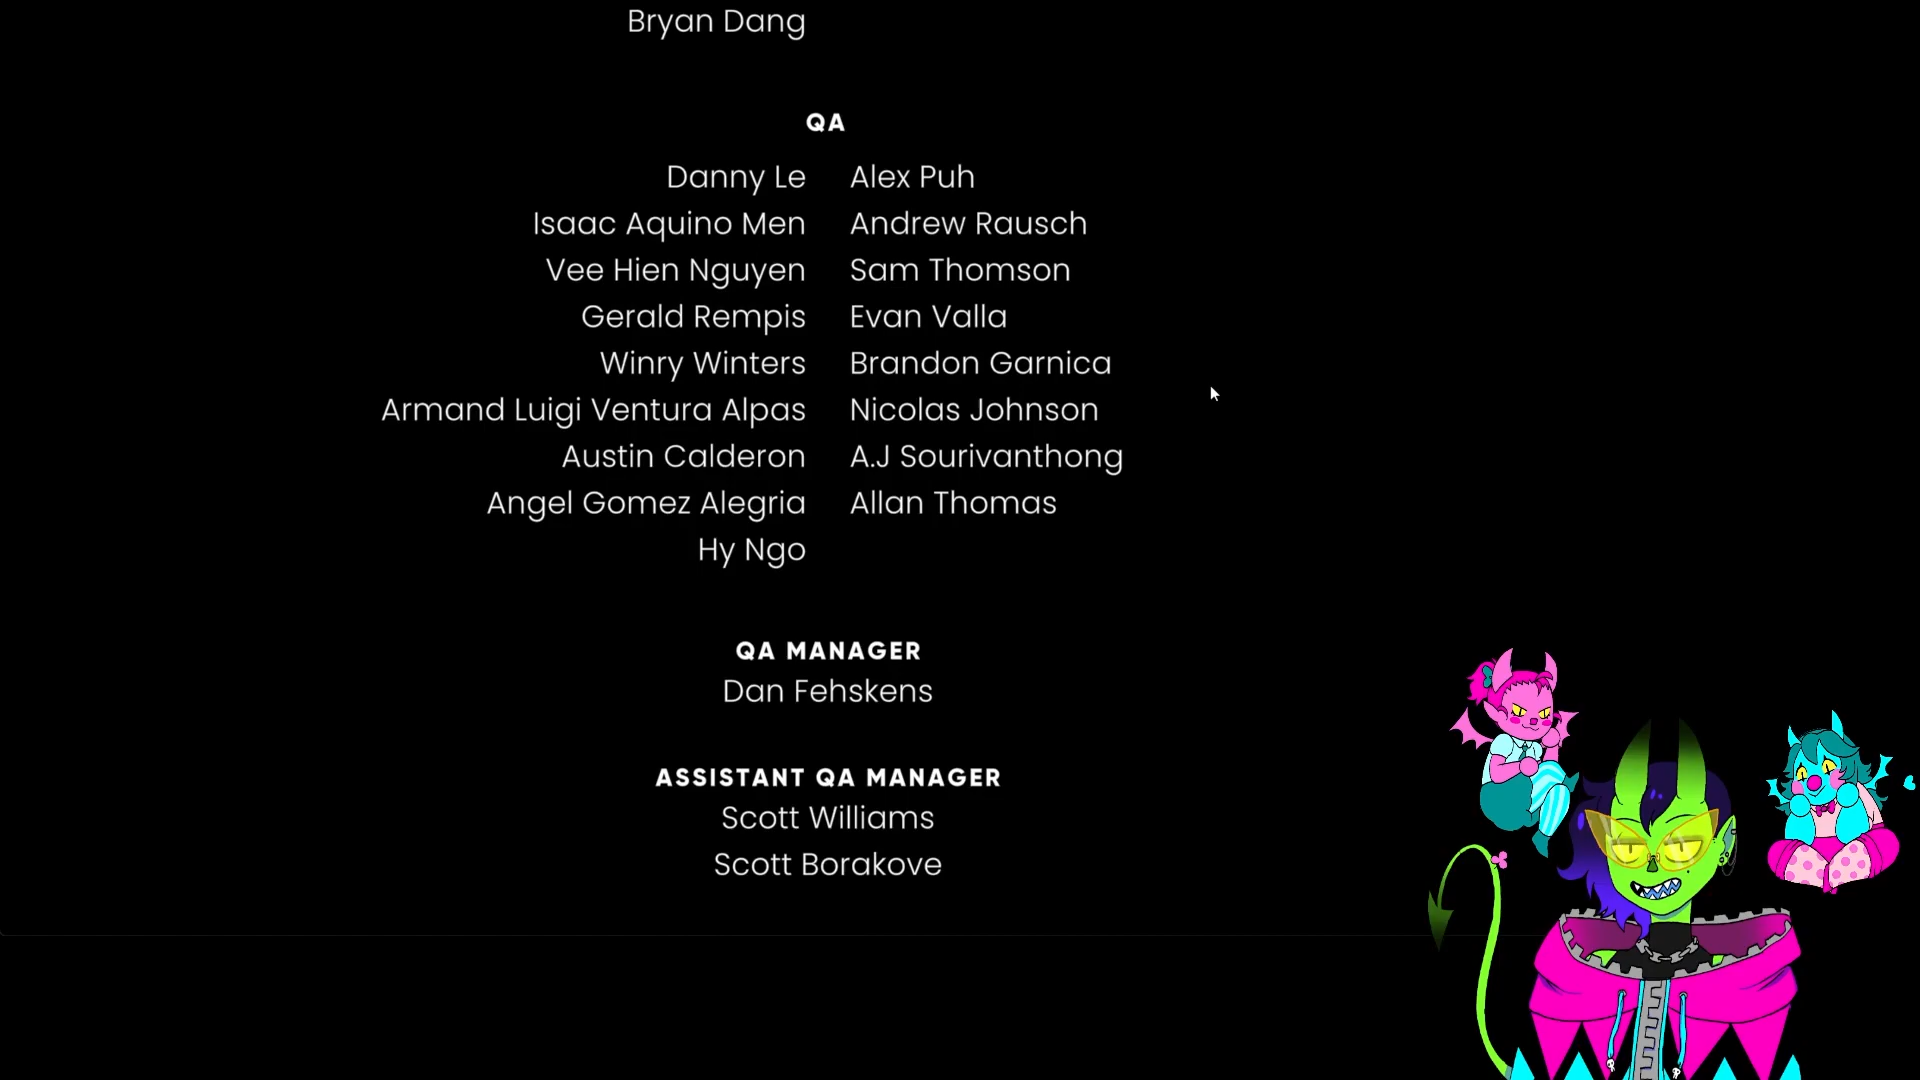 Bryan Dang
QA
Danny Le Alex Puh
Isaac Aquino Men Andrew Rausch
Vee Hien Nguyen Sam Thomson
Gerald Rempis Evan Valla
Winry Winters Brandon Garnica
Armand Luigi Ventura Alpas Nicolas Johnson
Austin Calderon A.J Sourivanthong
Angel Gomez Alegria Allan Thomas
Hy Ngo
QA MANAGER
Dan Fehskens
ASSISTANT QA MANAGER
Scott Williams
Scott Borakove